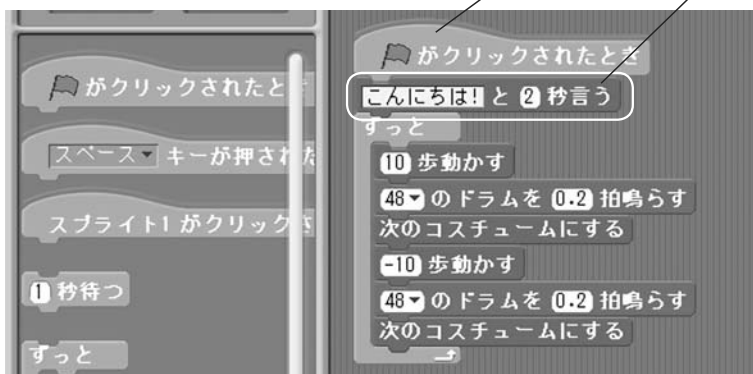 がクリックされたと
スペース キーが押された
スプライト1 がクリックさ
1 秒待つ
ずっと
がクリックされたとき
こんにちは! と 2 秒言う
ずっと
10 歩動かす
48 のドラムを 0.2 拍鳴らす
次のコスチュームにする
-10 歩動かす
48 のドラムを 0.2 拍鳴らす
次のコスチュームにする